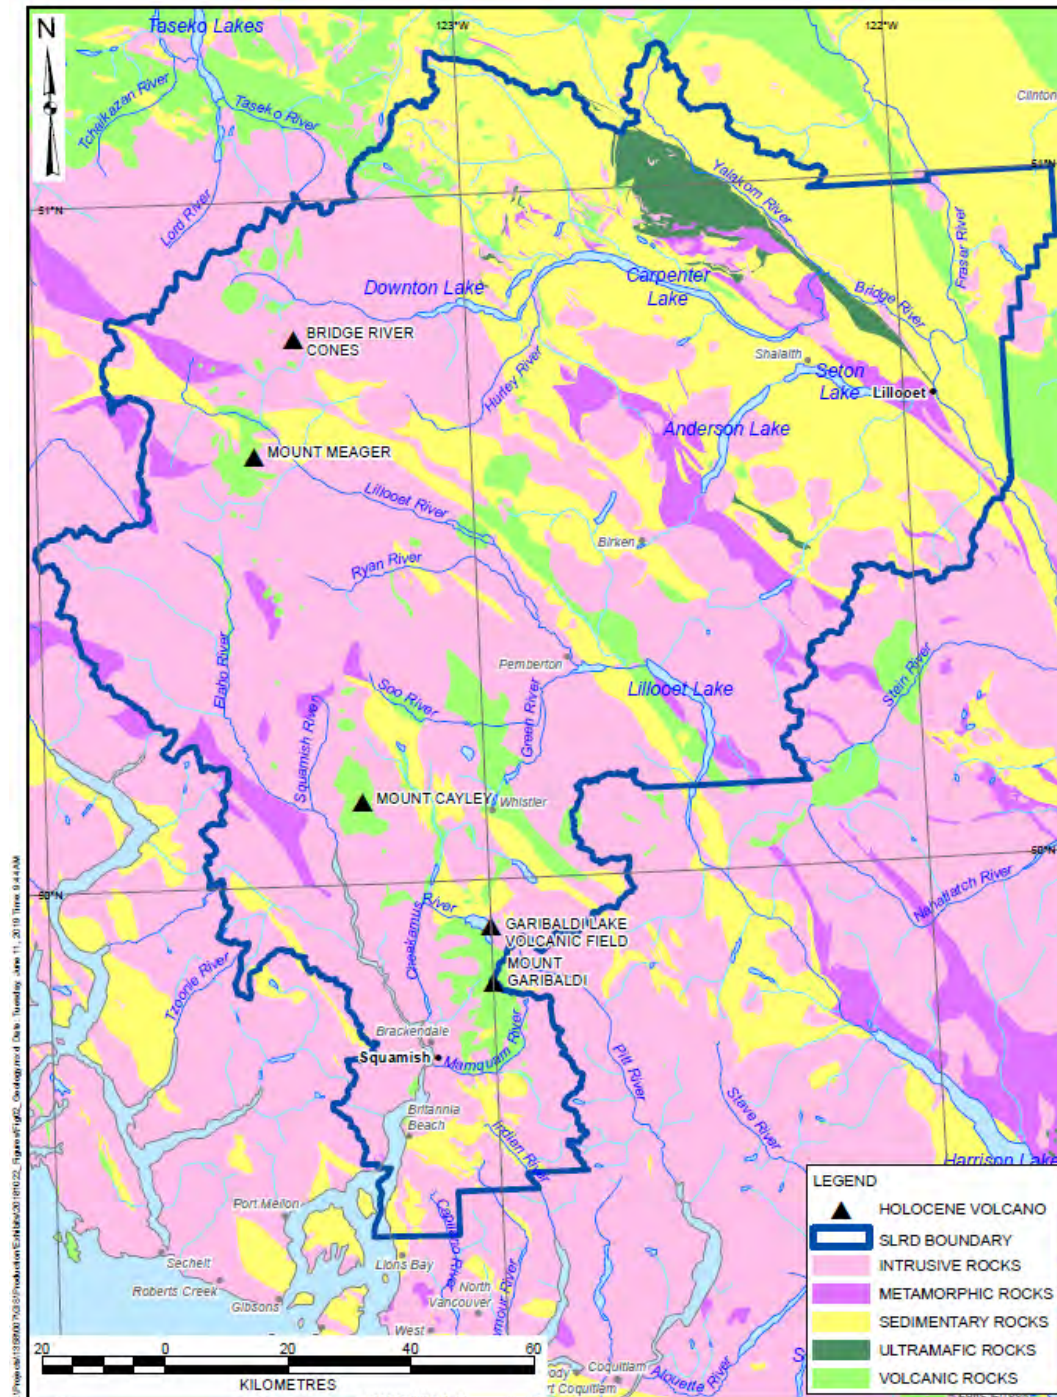 Taseko Lakes
123°W
122°W
N
Tchaikazan River
Taseko River
Clinton
Lord River
51°N
51°N
Yalakom River
Fraser River
Downton Lake
Carpenter
Lake
Bridge River
BRIDGE RIVER
CONES
Hurley River
Shalalth
Seton
Lake
Lillooet
Anderson Lake
MOUNT MEAGER
Lillooet River
Birken
Ryan River
Elaho River
Pemberton
Lillooet Lake
Stein River
Soo River
Green River
Squamish River
MOUNT CAYLEY
Whistler
50°N
50°N
Nahatlatch River
Cheakamus
River
GARIBALDI LAKE
VOLCANIC FIELD
MOUNT
GARIBALDI
Tzoonie River
Brackendale
Squamish
Mamquam River
Pitt River
Stave River
Britannia
Beach
Indian River
Harrison Lake
Port Mellon
Capilano River
Sechelt
Lions Bay
Roberts Creek
Gibsons
North
Vancouver
West
Coquitlam
Alouette River
LEGEND
HOLOCENE VOLCANO
SLRD BOUNDARY
INTRUSIVE ROCKS
METAMORPHIC ROCKS
SEDIMENTARY ROCKS
ULTRAMAFIC ROCKS
VOLCANIC ROCKS
20 0 20 40 60
KILOMETRES